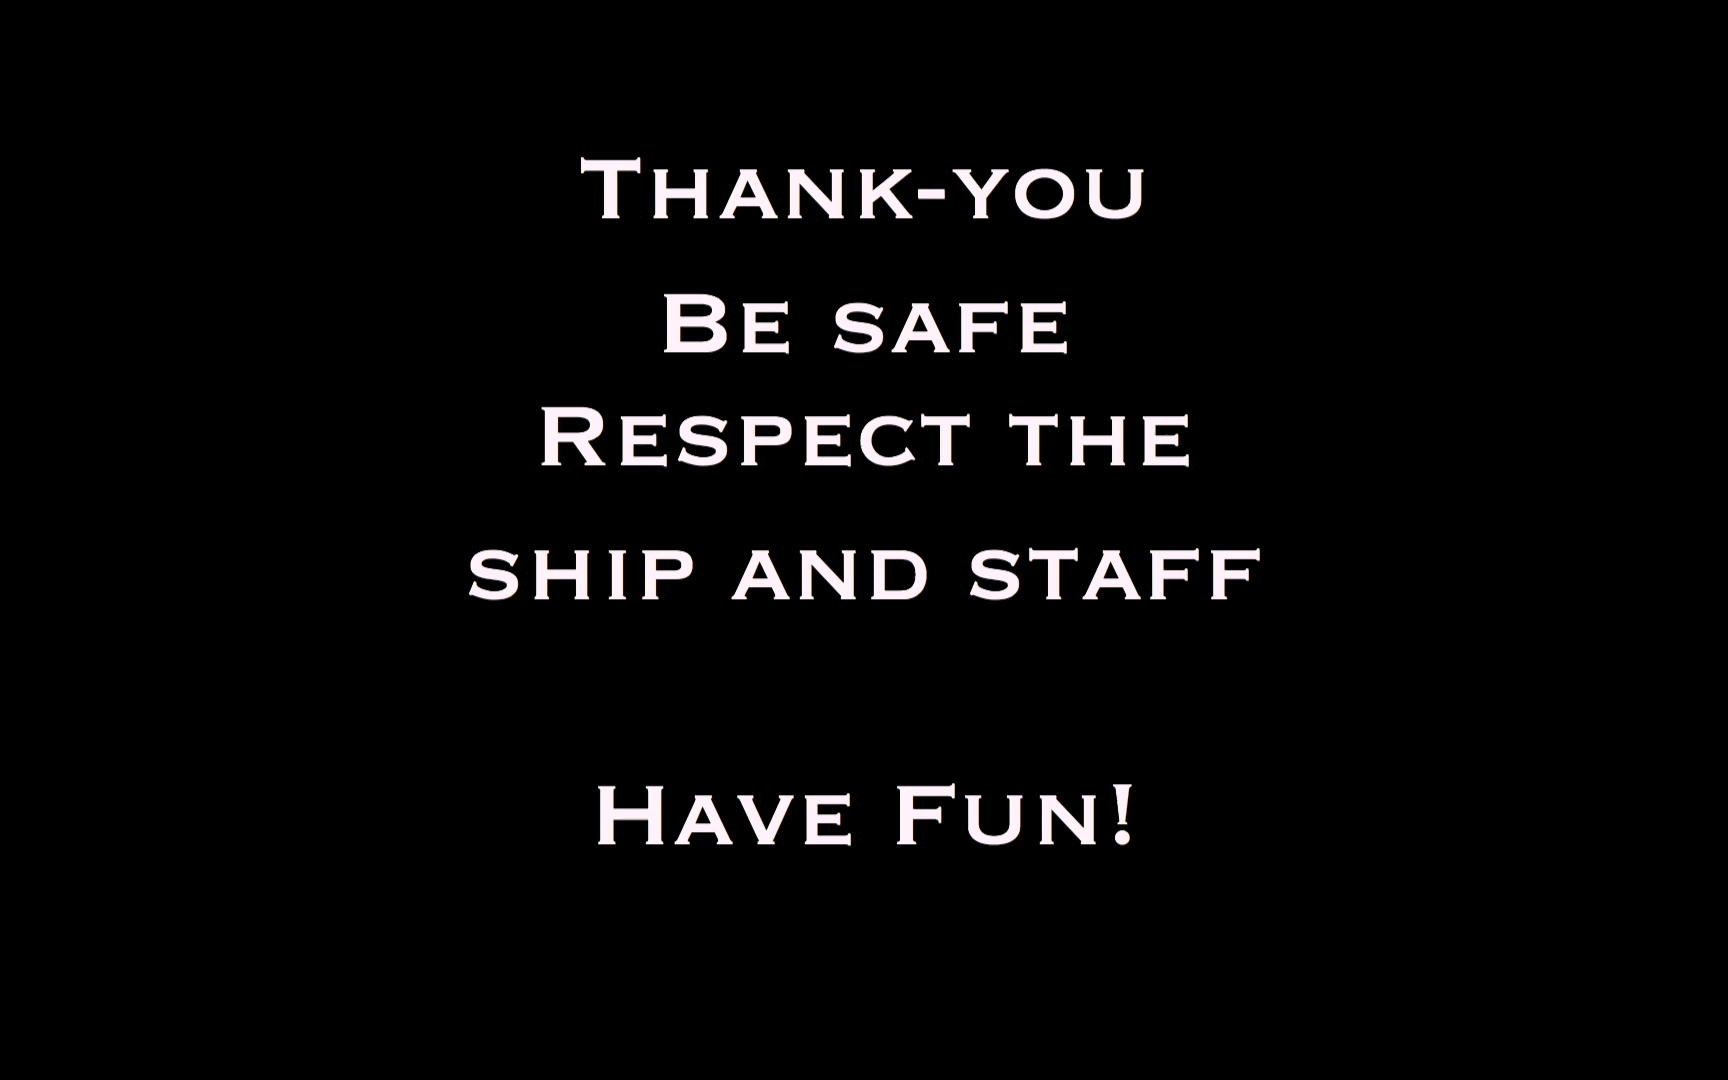 Thank-you
Be safe
Respect the
ship and staff
Have Fun!